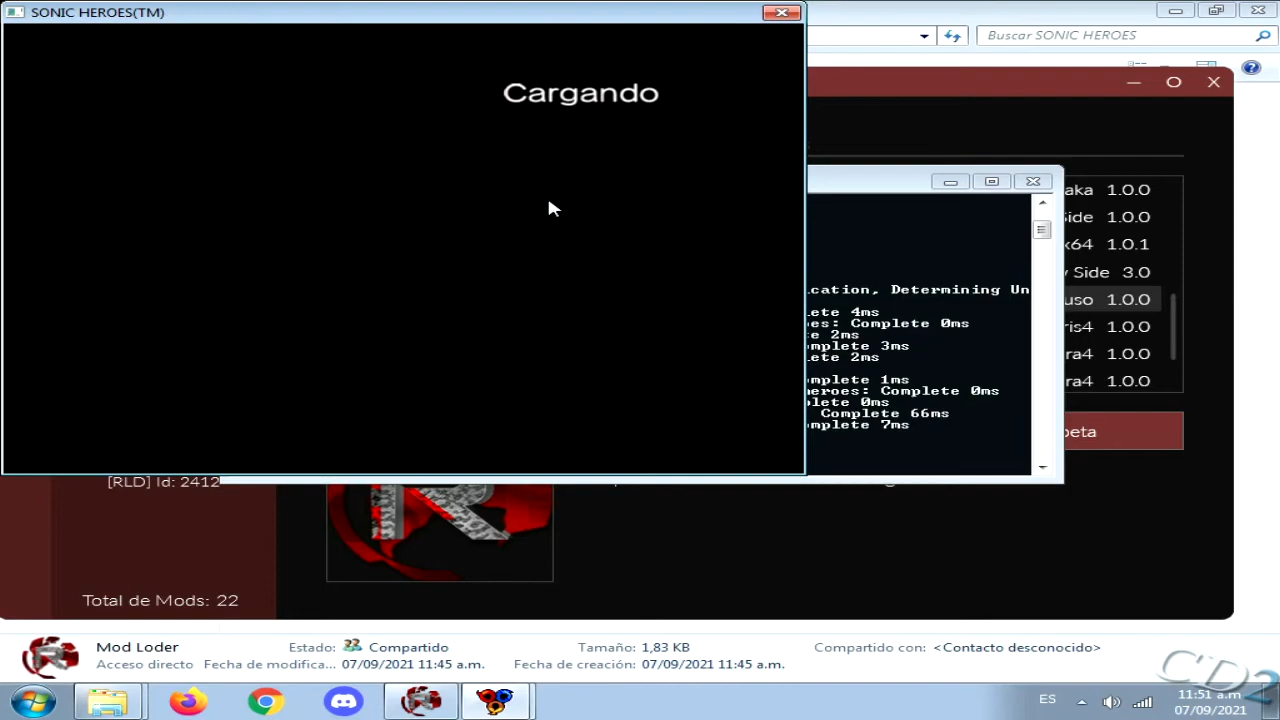 SONIC HEROES(TM)
Buscar SONIC HEROES
Cargando
aka 1.0.0
Side 1.0.0
x64 1.0.1
y Side 3.0
uso 1.0.0
ris4 1.0.0
ra4 1.0.0
ra4 1.0.0
ication, Determining Un
ete 4ms
es: Complete 0ms
e 2ms
mplete 3ms
ete 2ms
mplete 1ms
heroes: Complete 0ms
plete 0ms
Complete 66ms
mplete 7ms
peta
[RLD] Id: 2412
R
Total de Mods: 22
Mod Loder
Acceso directo
Estado: Compartido
Fecha de modifica... 07/09/2021 11:45 a.m.
Tamaño: 1,83 KB
Fecha de creación: 07/09/2021 11:45 a.m.
Compartido con: <Contacto desconocido>
CD2
ES
11:51 a.m
07/09/2021